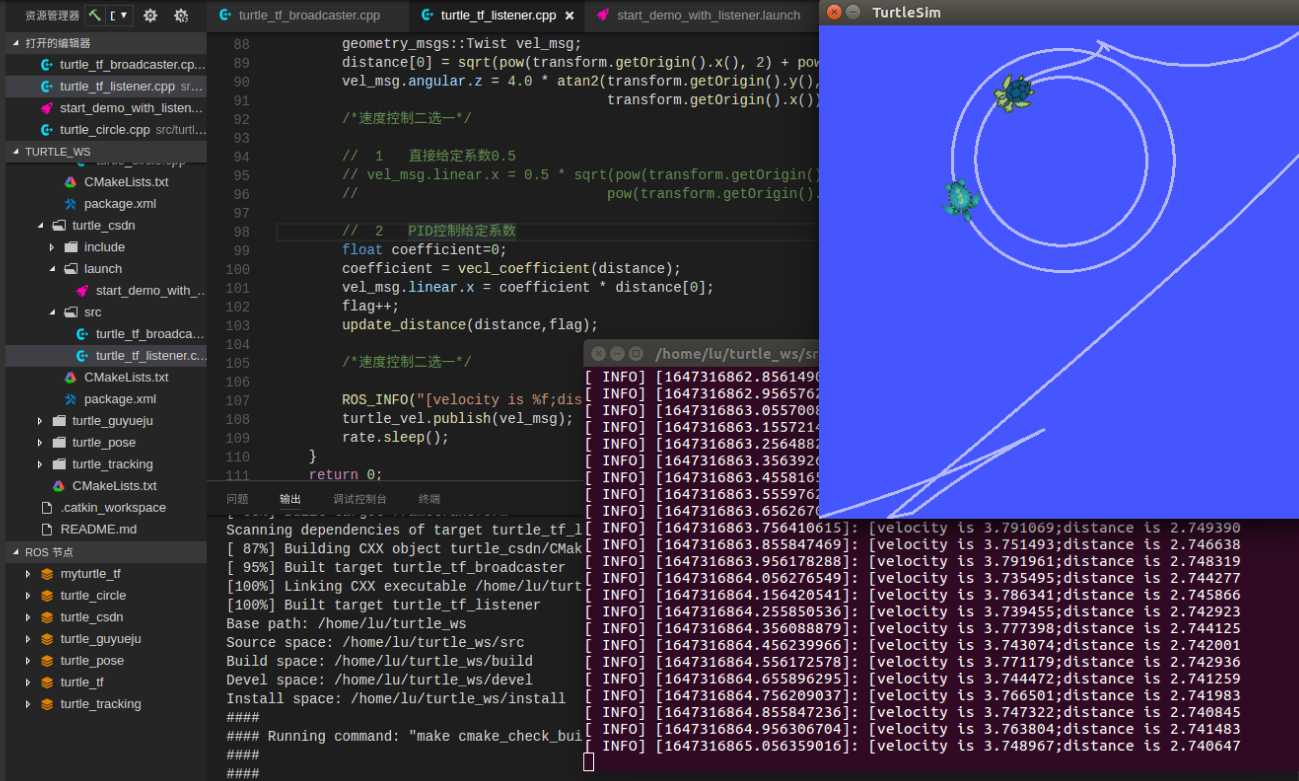 资源管理器
打开的编辑器
turtle_tf_broadcaster.cp...
turtle_tf_listener.cpp sr...
start_demo_with_listen...
turtle_circle.cpp src/turtl...
TURTLE_WS
CMakeLists.txt
package.xml
turtle_csdn
include
launch
start_demo_with_...
src
turtle_tf_broadca...
turtle_tf_listener.c...
CMakeLists.txt
package.xml
turtle_guyueju
turtle_pose
turtle_tracking
CMakeLists.txt
.catkin_workspace
README.md
ROS 节点
myturtle_tf
turtle_circle
turtle_csdn
turtle_guyueju
turtle_pose
turtle_tf
turtle_tracking
turtle_tf_broadcaster.cpp
turtle_tf_listener.cpp
start_demo_with_listener.launch
88 geometry_msgs::Twist vel_msg;
89 distance[0] = sqrt(pow(transform.getOrigin().x(), 2) + pow
90 vel_msg.angular.z = 4.0 * atan2(transform.getOrigin().y(),
91 transform.getOrigin().x())
92 /*速度控制二选一*/
93
94 // 1 直接给定系数0.5
95 // vel_msg.linear.x = 0.5 * sqrt(pow(transform.getOrigin()
96 // pow(transform.getOrigin().
97
98 // 2 PID控制给定系数
99 float coefficient=0;
100 coefficient = vecl_coefficient(distance);
101 vel_msg.linear.x = coefficient * distance[0];
102 flag++;
103 update_distance(distance,flag);
104
105 /*速度控制二选一*/
106
107 ROS_INFO("[velocity is %f;dis
108 turtle_vel.publish(vel_msg);
109 rate.sleep();
110 }
111 return 0;
问题 输出 调试控制台 终端
Scanning dependencies of target turtle_tf_l
[ 87%] Building CXX object turtle_csdn/CMak
[ 95%] Built target turtle_tf_broadcaster
[100%] Linking CXX executable /home/lu/turt
[100%] Built target turtle_tf_listener
Base path: /home/lu/turtle_ws
Source space: /home/lu/turtle_ws/src
Build space: /home/lu/turtle_ws/build
Devel space: /home/lu/turtle_ws/devel
Install space: /home/lu/turtle_ws/install
####
#### Running command: "make cmake_check_bui
####
####
TurtleSim
/home/lu/turtle_ws/sr
[ INFO] [1647316862.8561490
[ INFO] [1647316862.9565762
[ INFO] [1647316863.0557008
[ INFO] [1647316863.1557214
[ INFO] [1647316863.2564882
[ INFO] [1647316863.3563926
[ INFO] [1647316863.4558165
[ INFO] [1647316863.5559762
[ INFO] [1647316863.6562670
[ INFO] [1647316863.756410615]: [velocity is 3.791069;distance is 2.749390
[ INFO] [1647316863.855847469]: [velocity is 3.751493;distance is 2.746638
[ INFO] [1647316863.956178288]: [velocity is 3.791961;distance is 2.748319
[ INFO] [1647316864.056276549]: [velocity is 3.735495;distance is 2.744277
[ INFO] [1647316864.156420541]: [velocity is 3.786341;distance is 2.745866
[ INFO] [1647316864.255850536]: [velocity is 3.739455;distance is 2.742923
[ INFO] [1647316864.356088879]: [velocity is 3.777398;distance is 2.744125
[ INFO] [1647316864.456239966]: [velocity is 3.743074;distance is 2.742001
[ INFO] [1647316864.556172578]: [velocity is 3.771179;distance is 2.742936
[ INFO] [1647316864.655896295]: [velocity is 3.744472;distance is 2.741259
[ INFO] [1647316864.756209037]: [velocity is 3.766501;distance is 2.741983
[ INFO] [1647316864.855847236]: [velocity is 3.747322;distance is 2.740845
[ INFO] [1647316864.956306704]: [velocity is 3.763804;distance is 2.741483
[ INFO] [1647316865.056359016]: [velocity is 3.748967;distance is 2.740647